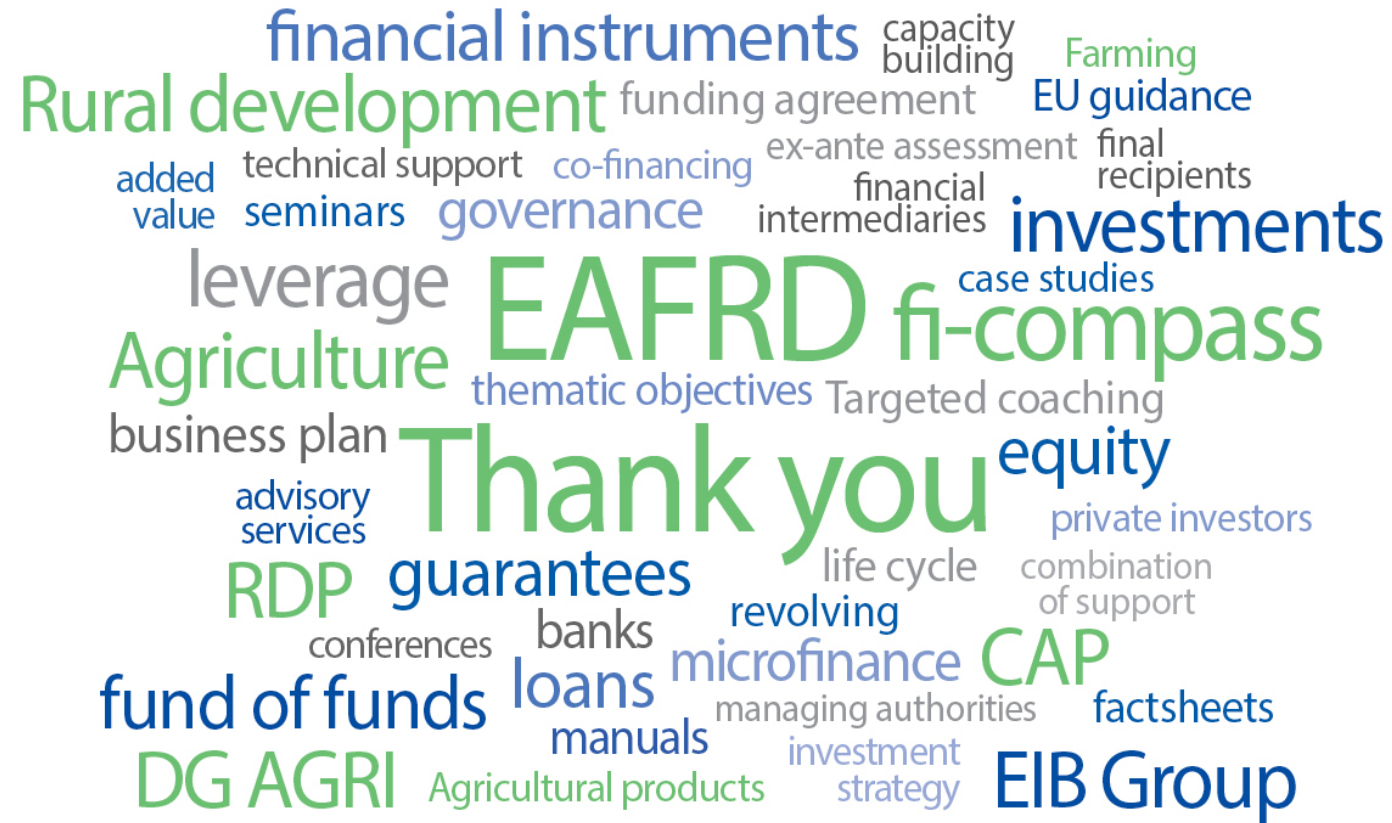 financial instruments
capacity
building
Farming
Rural development
funding agreement
EU guidance
ex-ante assessment
final
recipients
added
value
technical support
co-financing
financial
intermediaries
seminars
governance
investments
leverage
EAFRD
case studies
fi-compass
Agriculture
thematic objectives
Targeted coaching
business plan
Thank you
equity
advisory
services
private investors
RDP
guarantees
life cycle
combination
of support
revolving
conferences
banks
microfinance
CAP
fund of funds
loans
managing authorities
factsheets
manuals
investment
strategy
DG AGRI
Agricultural products
EIB Group